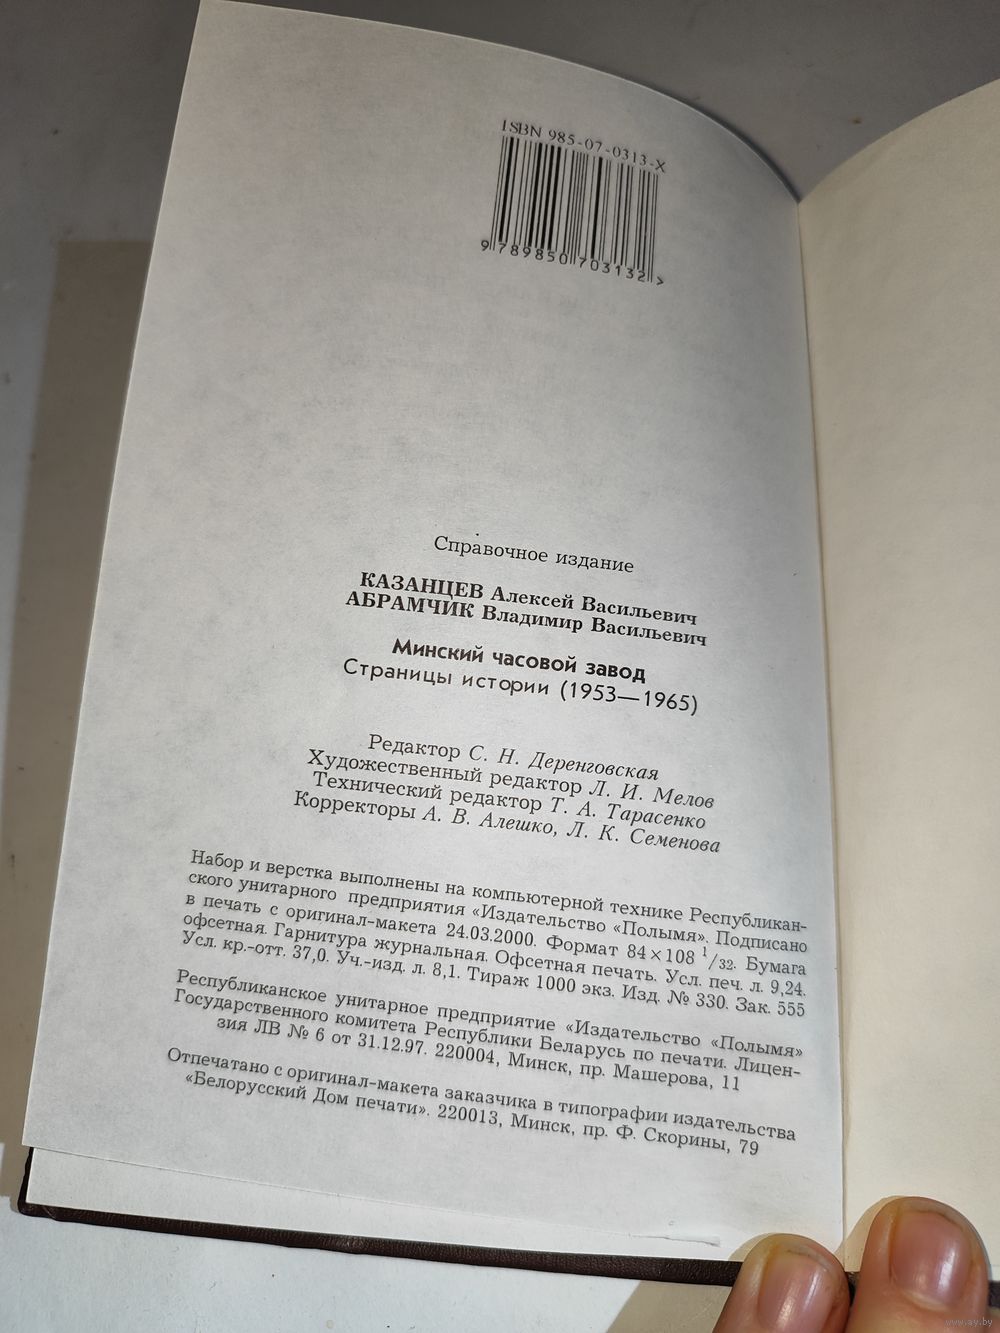 ISBN 985-07-0313-X
9 789850 703132 >
Справочное издание
КАЗАНЦЕВ Алексей Васильевич
АБРАМЧИК Владимир Васильевич
Минский часовой завод
Страницы истории (1953—1965)
Редактор С. Н. Деренговская
Художественный редактор Л. И. Мелов
Технический редактор Т. А. Тарасенко
Корректоры А. В. Алешко, Л. К. Семенова
Набор и верстка выполнены на компьютерной технике Республикан-
ского унитарного предприятия «Издательство «Полымя». Подписано
в печать с оригинал-макета 24.03.2000. Формат 84×108 1/32. Бумага
офсетная. Гарнитура журнальная. Офсетная печать. Усл. печ. л. 9,24.
Усл. кр.-отт. 37,0. Уч.-изд. л. 8,1. Тираж 1000 экз. Изд. № 330. Зак. 555
Республиканское унитарное предприятие «Издательство «Полымя»
Государственного комитета Республики Беларусь по печати. Лицен-
зия ЛВ № 6 от 31.12.97. 220004, Минск, пр. Машерова, 11
Отпечатано с оригинал-макета заказчика в типографии издательства
«Белорусский Дом печати». 220013, Минск, пр. Ф. Скорины, 79
www.ay.by